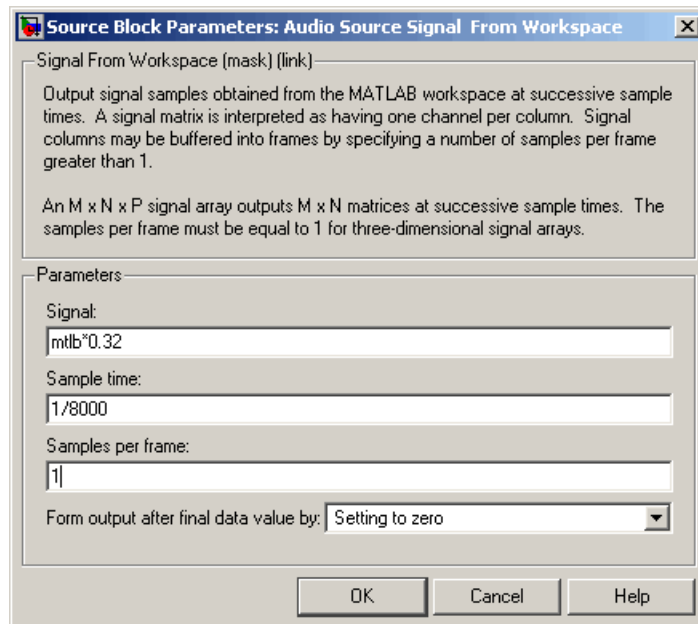 Source Block Parameters: Audio Source Signal From Workspace
Signal From Workspace (mask) (link)
Output signal samples obtained from the MATLAB workspace at successive sample
times. A signal matrix is interpreted as having one channel per column. Signal
columns may be buffered into frames by specifying a number of samples per frame
greater than 1.
An M x N x P signal array outputs M x N matrices at successive sample times. The
samples per frame must be equal to 1 for three-dimensional signal arrays.
Parameters
Signal:
mtlb*0.32
Sample time:
1/8000
Samples per frame:
1
Form output after final data value by: Setting to zero
OK Cancel Help